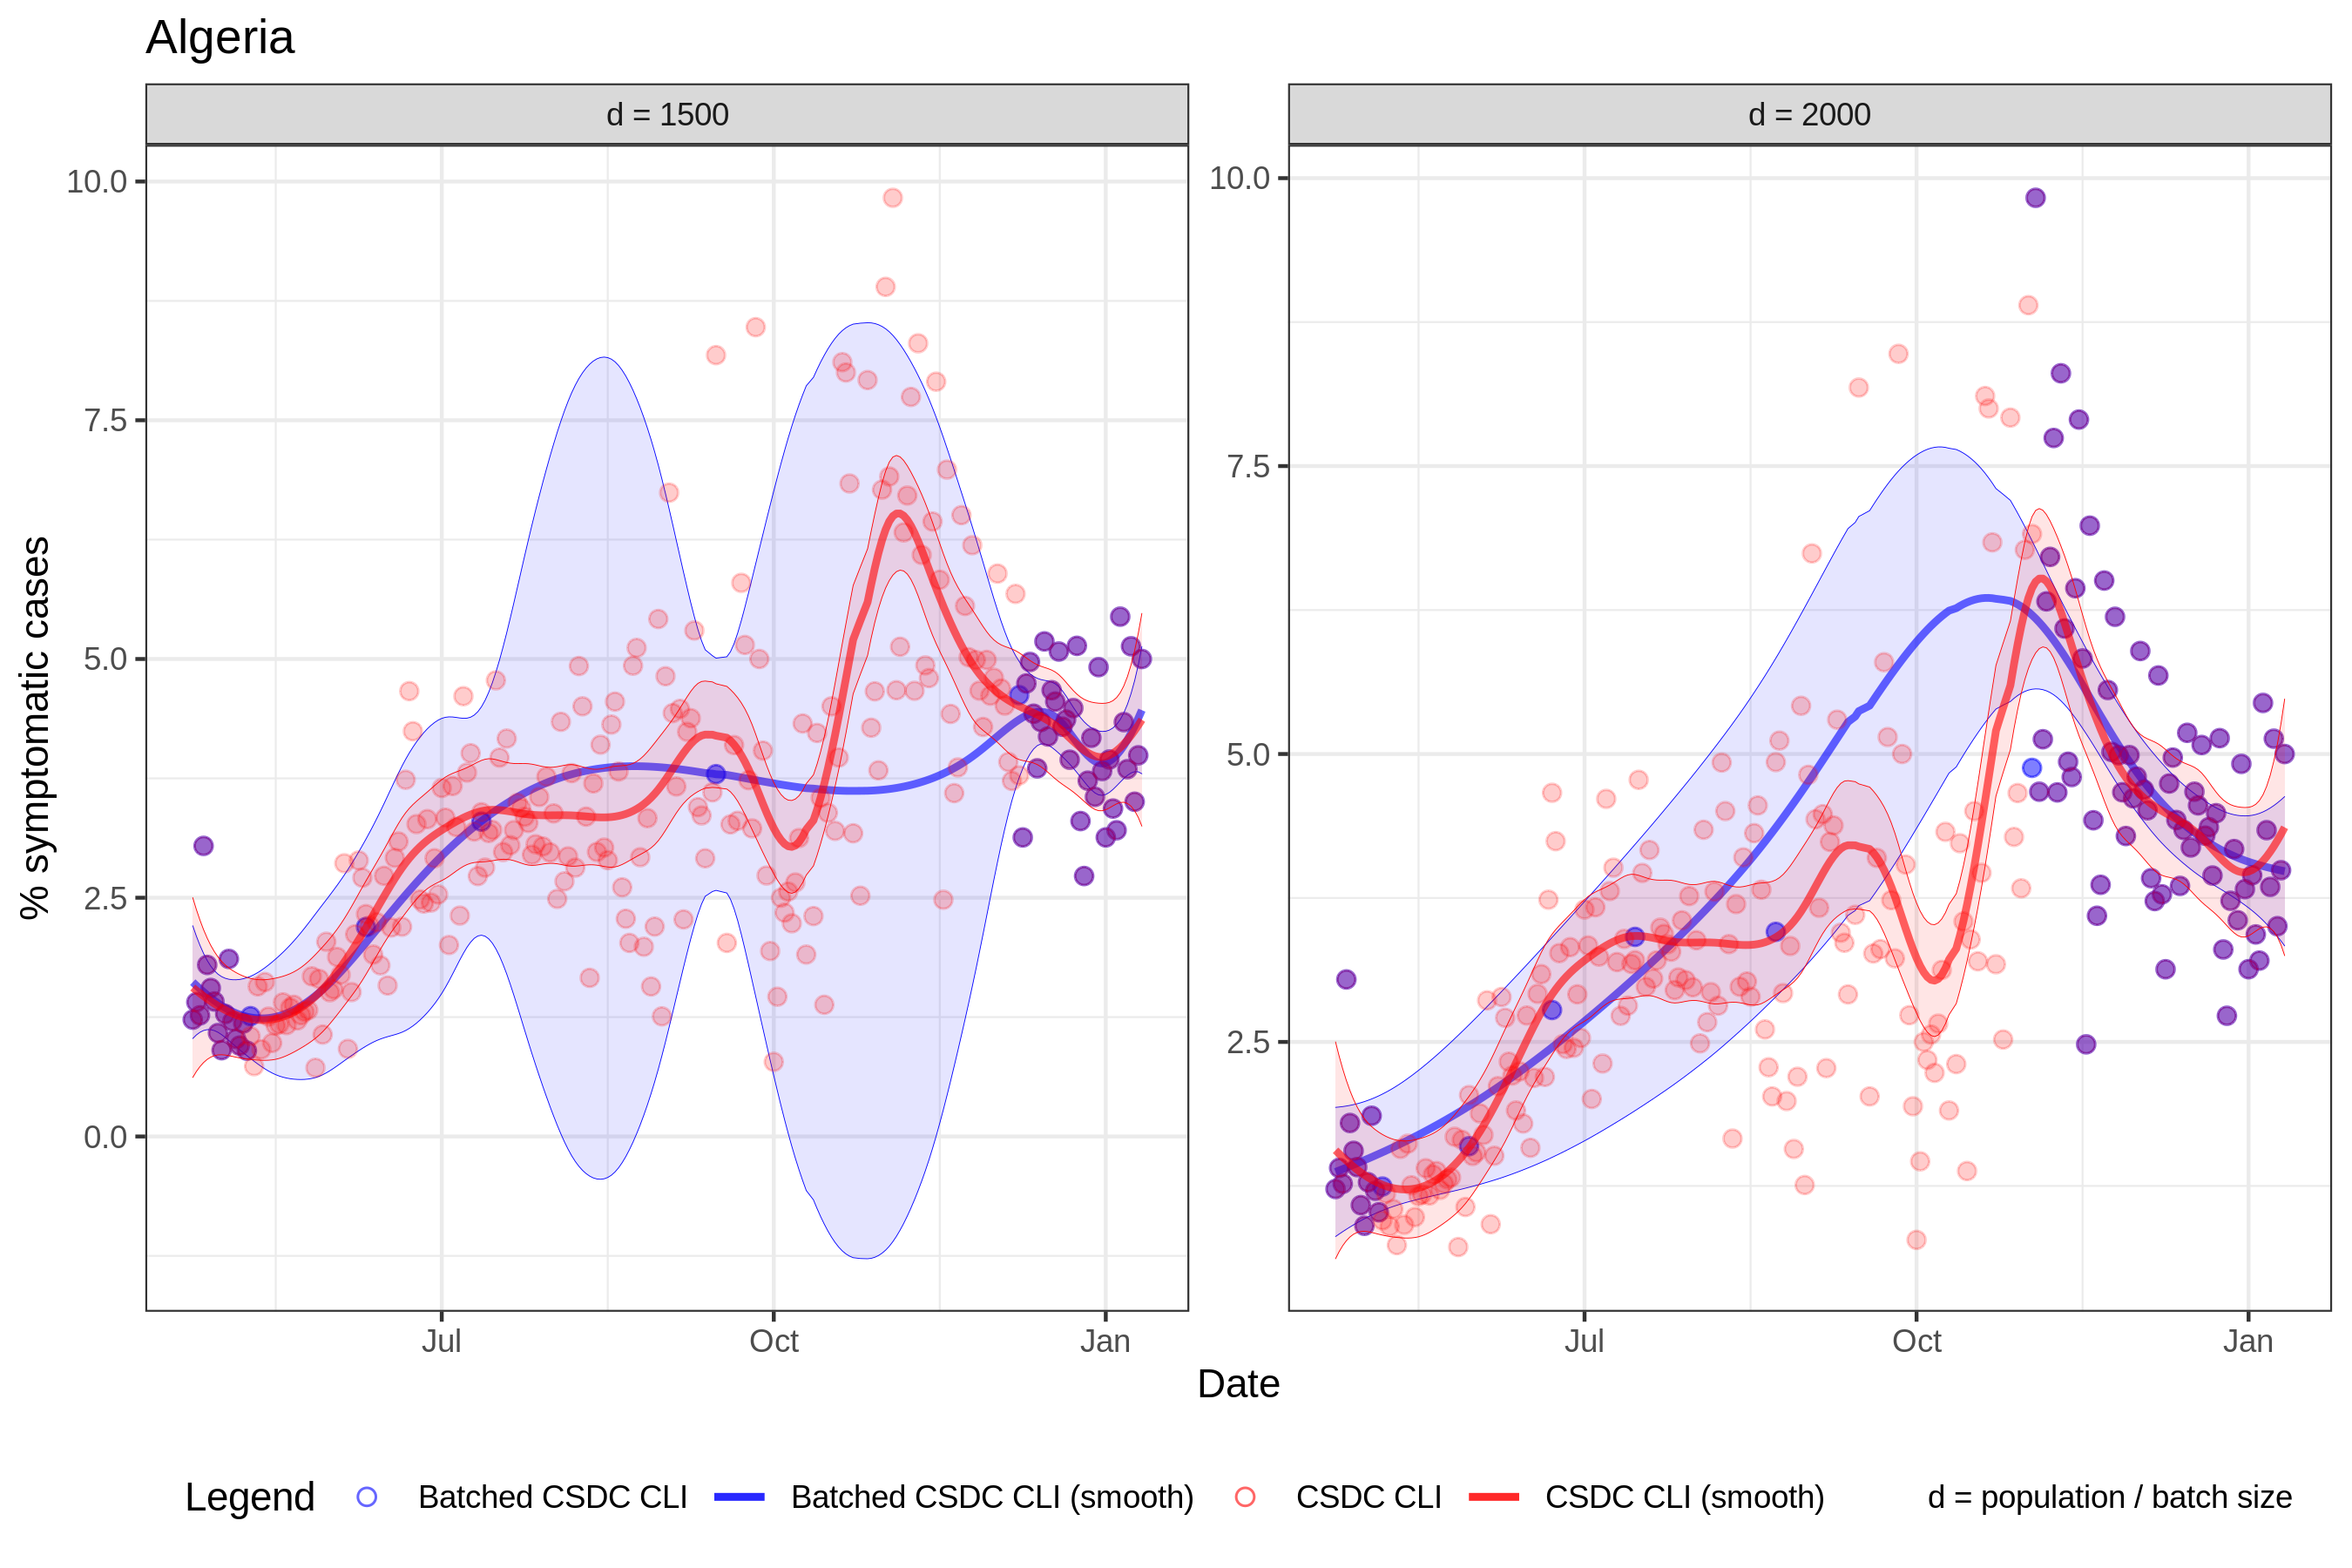 Algeria
d = 1500
d = 2000
% symptomatic cases
10.0
7.5
5.0
2.5
0.0
10.0
7.5
5.0
2.5
Jul Oct Jan
Jul Oct Jan
Date
Legend Batched CSDC CLI Batched CSDC CLI (smooth) CSDC CLI CSDC CLI (smooth) d = population / batch size